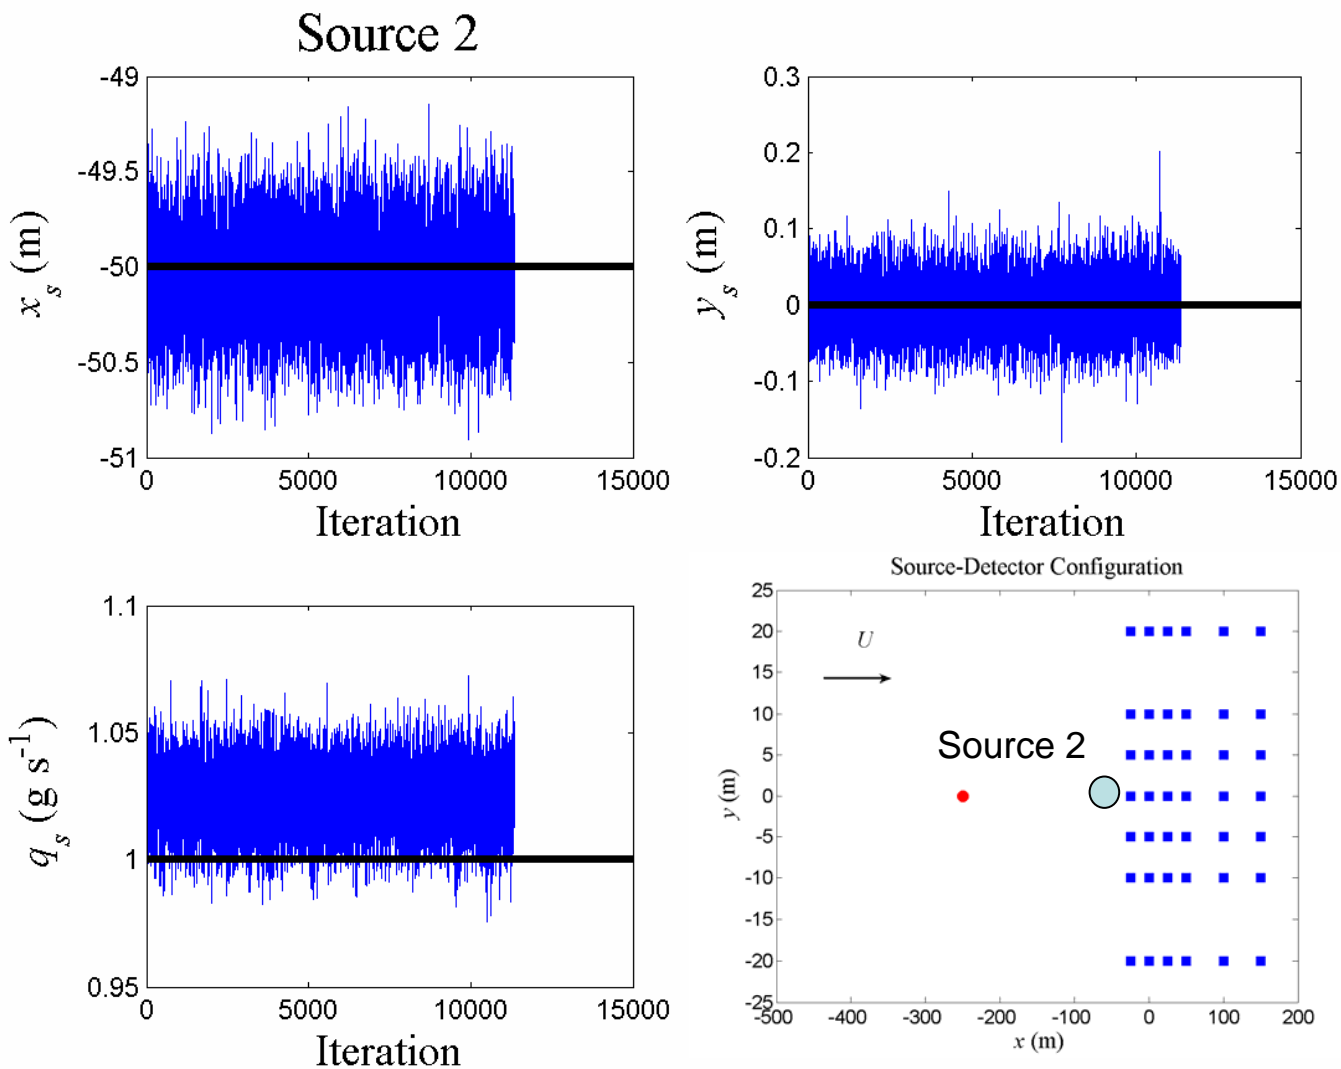 Source 2
-49
-49.5
-50
-50.5
-51
0 5000 10000 15000
x_s (m)
Iteration
0.3
0.2
0.1
0
-0.1
-0.2
0 5000 10000 15000
y_s (m)
Iteration
1.1
1.05
1
0.95
0 5000 10000 15000
q_s (g s^-1)
Iteration
Source-Detector Configuration
25
20
15
10
5
0
-5
-10
-15
-20
-25
U
Source 2
-500 -400 -300 -200 -100 0 100 200
y (m)
x (m)